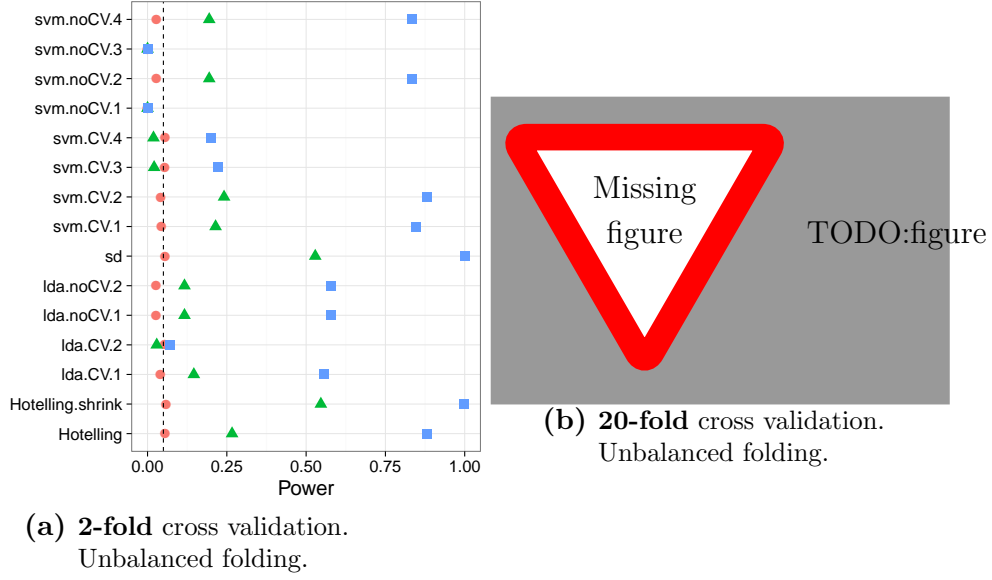 svm.noCV.4
svm.noCV.3
svm.noCV.2
svm.noCV.1
svm.CV.4
svm.CV.3
svm.CV.2
svm.CV.1
sd
lda.noCV.2
lda.noCV.1
lda.CV.2
lda.CV.1
Hotelling.shrink
Hotelling
0.00 0.25 0.50 0.75 1.00
Power
(a) 2-fold cross validation.
Unbalanced folding.
Missing
figure
TODO:figure
(b) 20-fold cross validation.
Unbalanced folding.